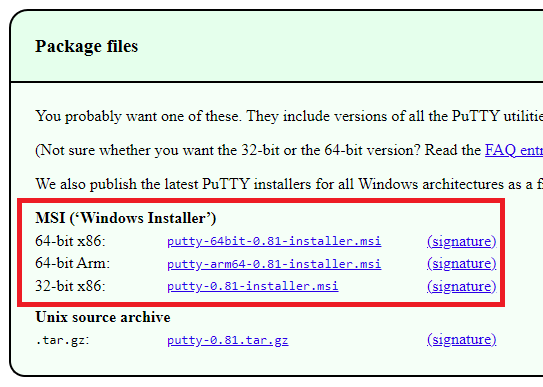 Package files
You probably want one of these. They include versions of all the PuTTY
(Not sure whether you want the 32-bit or the 64-bit version? Read the FAQ
We also publish the latest PuTTY installers for all Windows architectures as a
MSI (‘Windows Installer’)
64-bit x86: putty-64bit-0.81-installer.msi (signature)
64-bit Arm: putty-arm64-0.81-installer.msi (signature)
32-bit x86: putty-0.81-installer.msi (signature)
Unix source archive
.tar.gz: putty-0.81.tar.gz (signature)